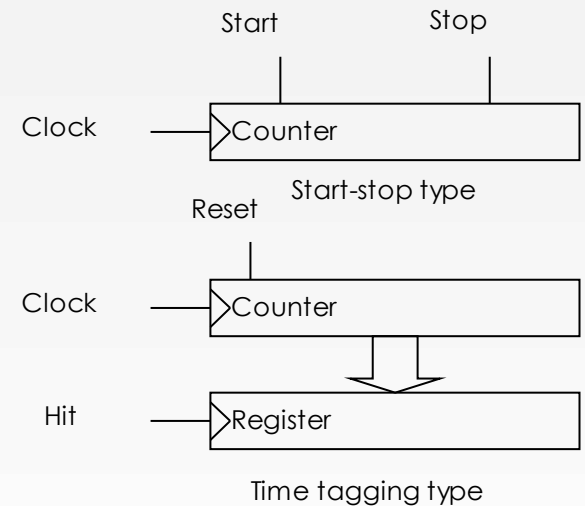 Start
Stop
Clock
Counter
Start-stop type
Reset
Clock
Counter
Hit
Register
Time tagging type